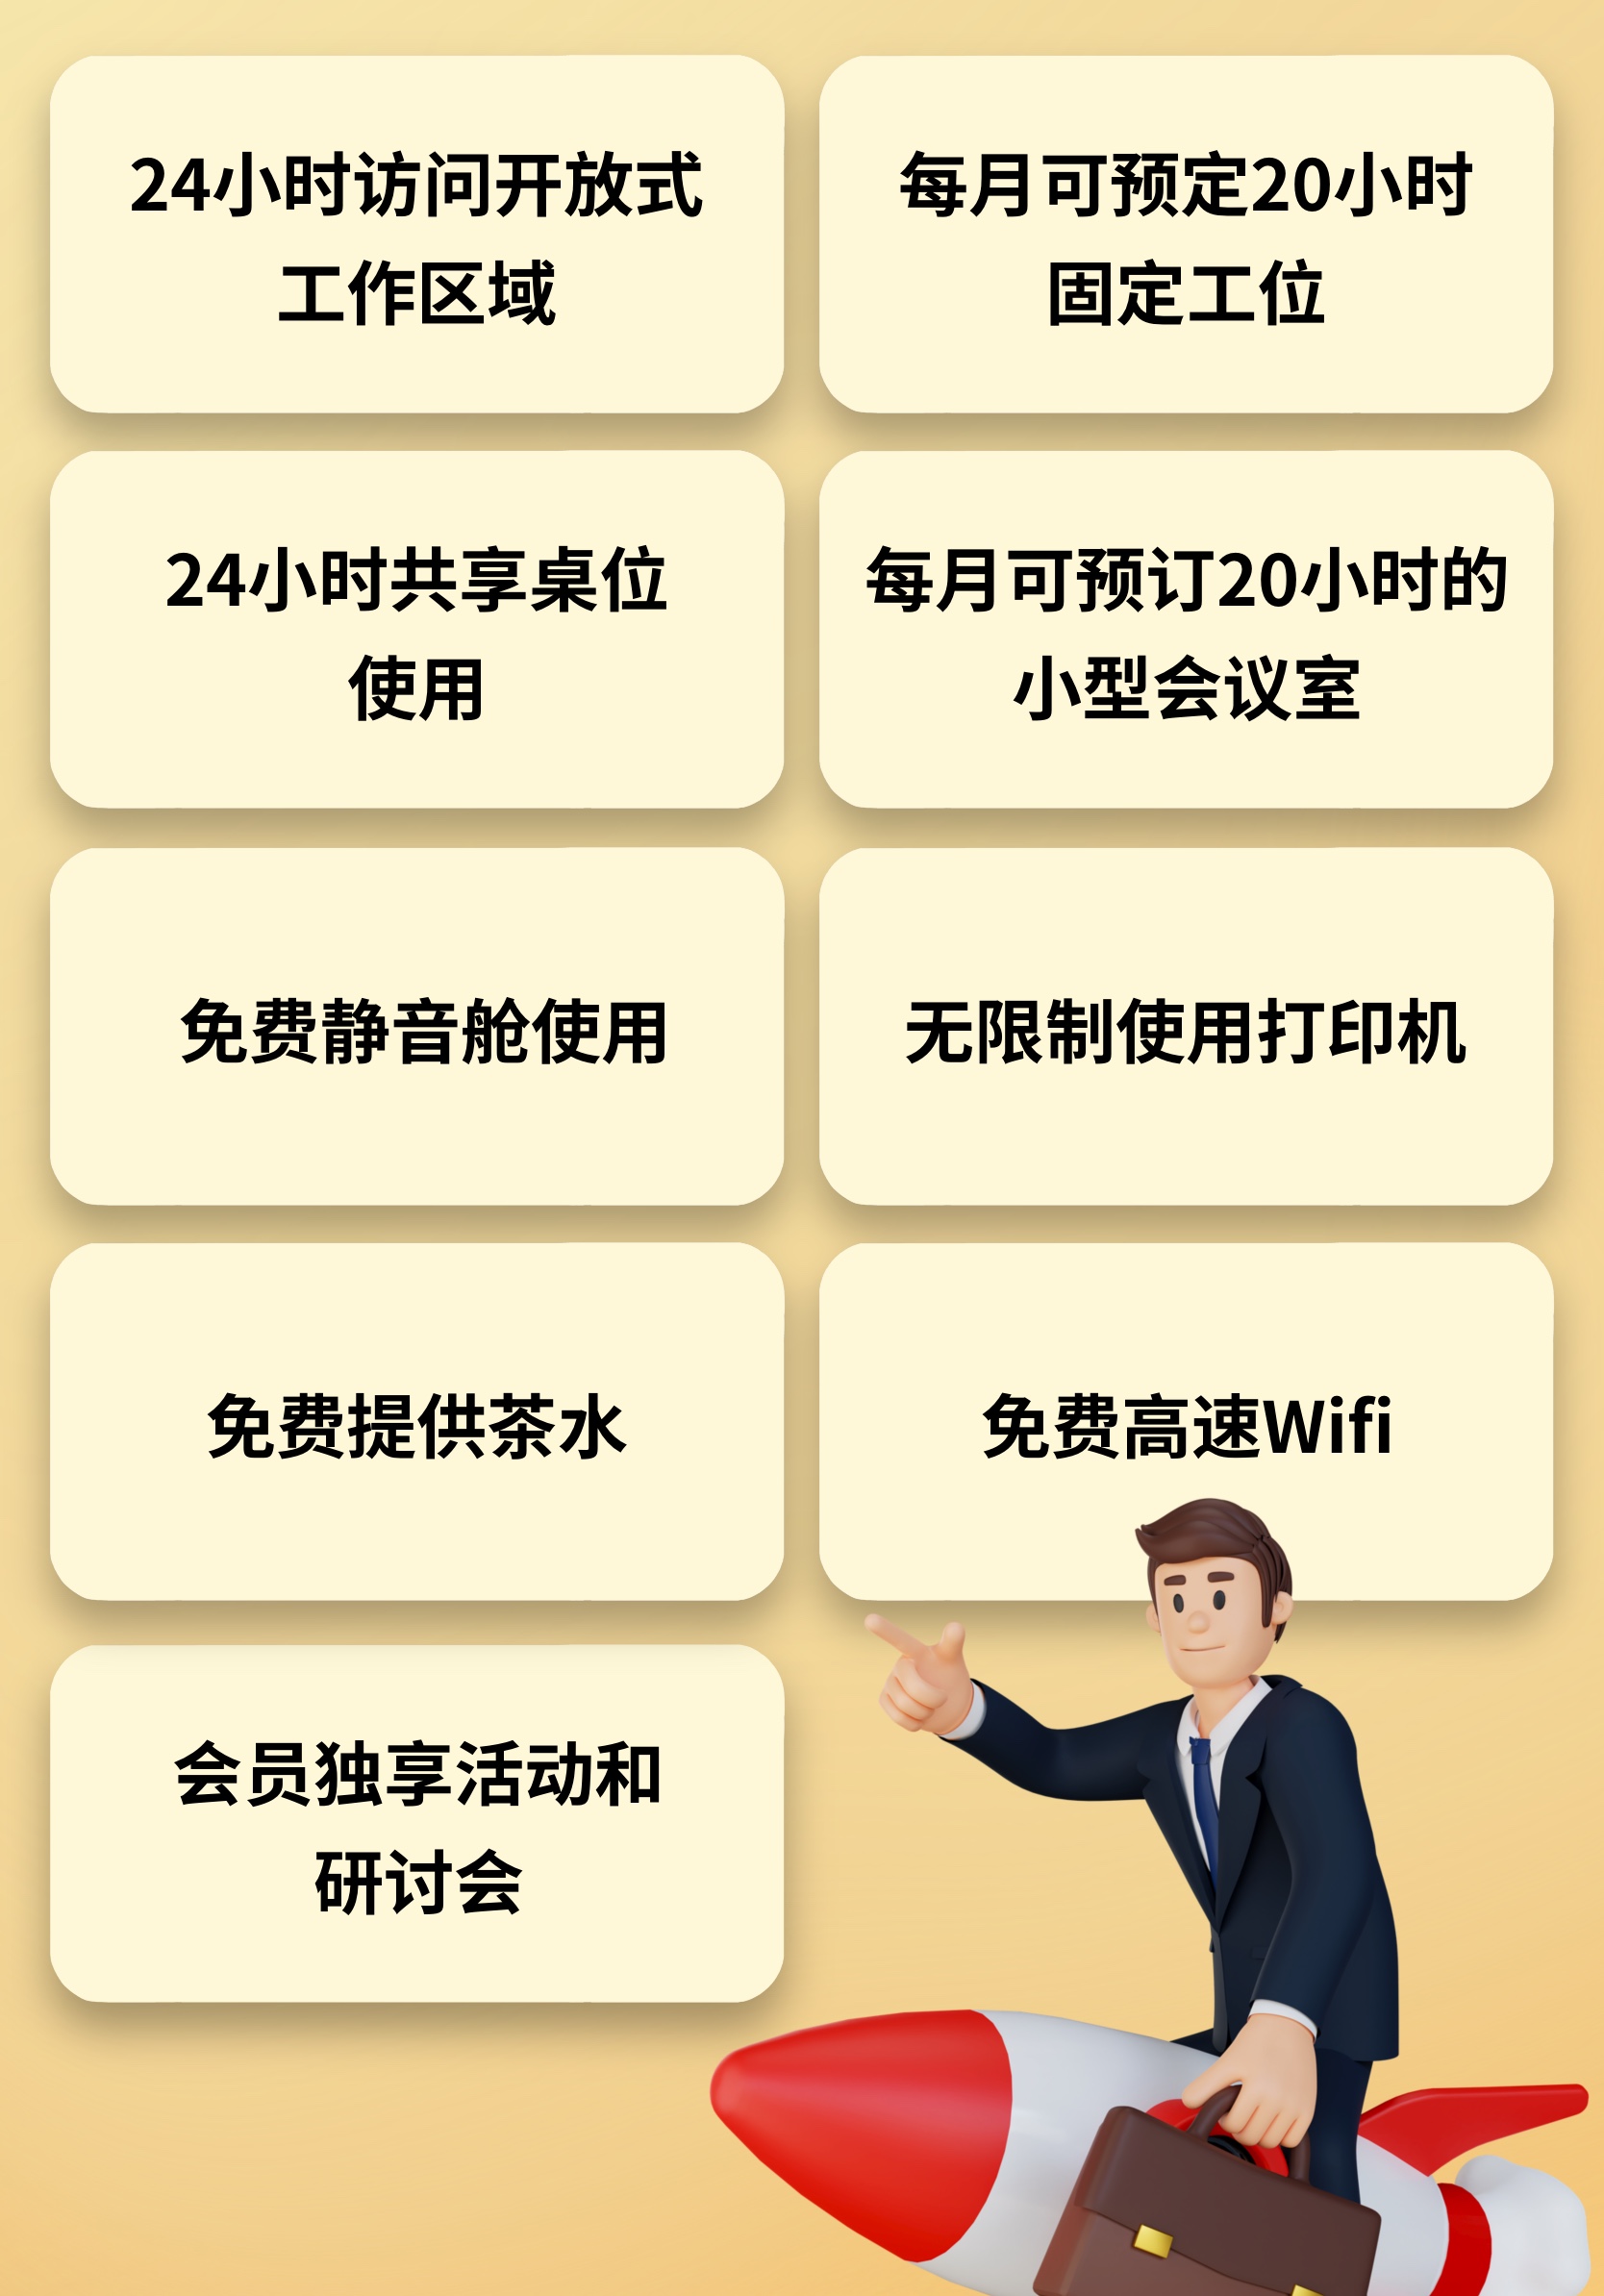 24小时访问开放式
工作区域
每月可预定20小时
固定工位
24小时共享桌位
使用
每月可预订20小时的
小型会议室
免费静音舱使用
无限制使用打印机
免费提供茶水
免费高速Wifi
会员独享活动和
研讨会